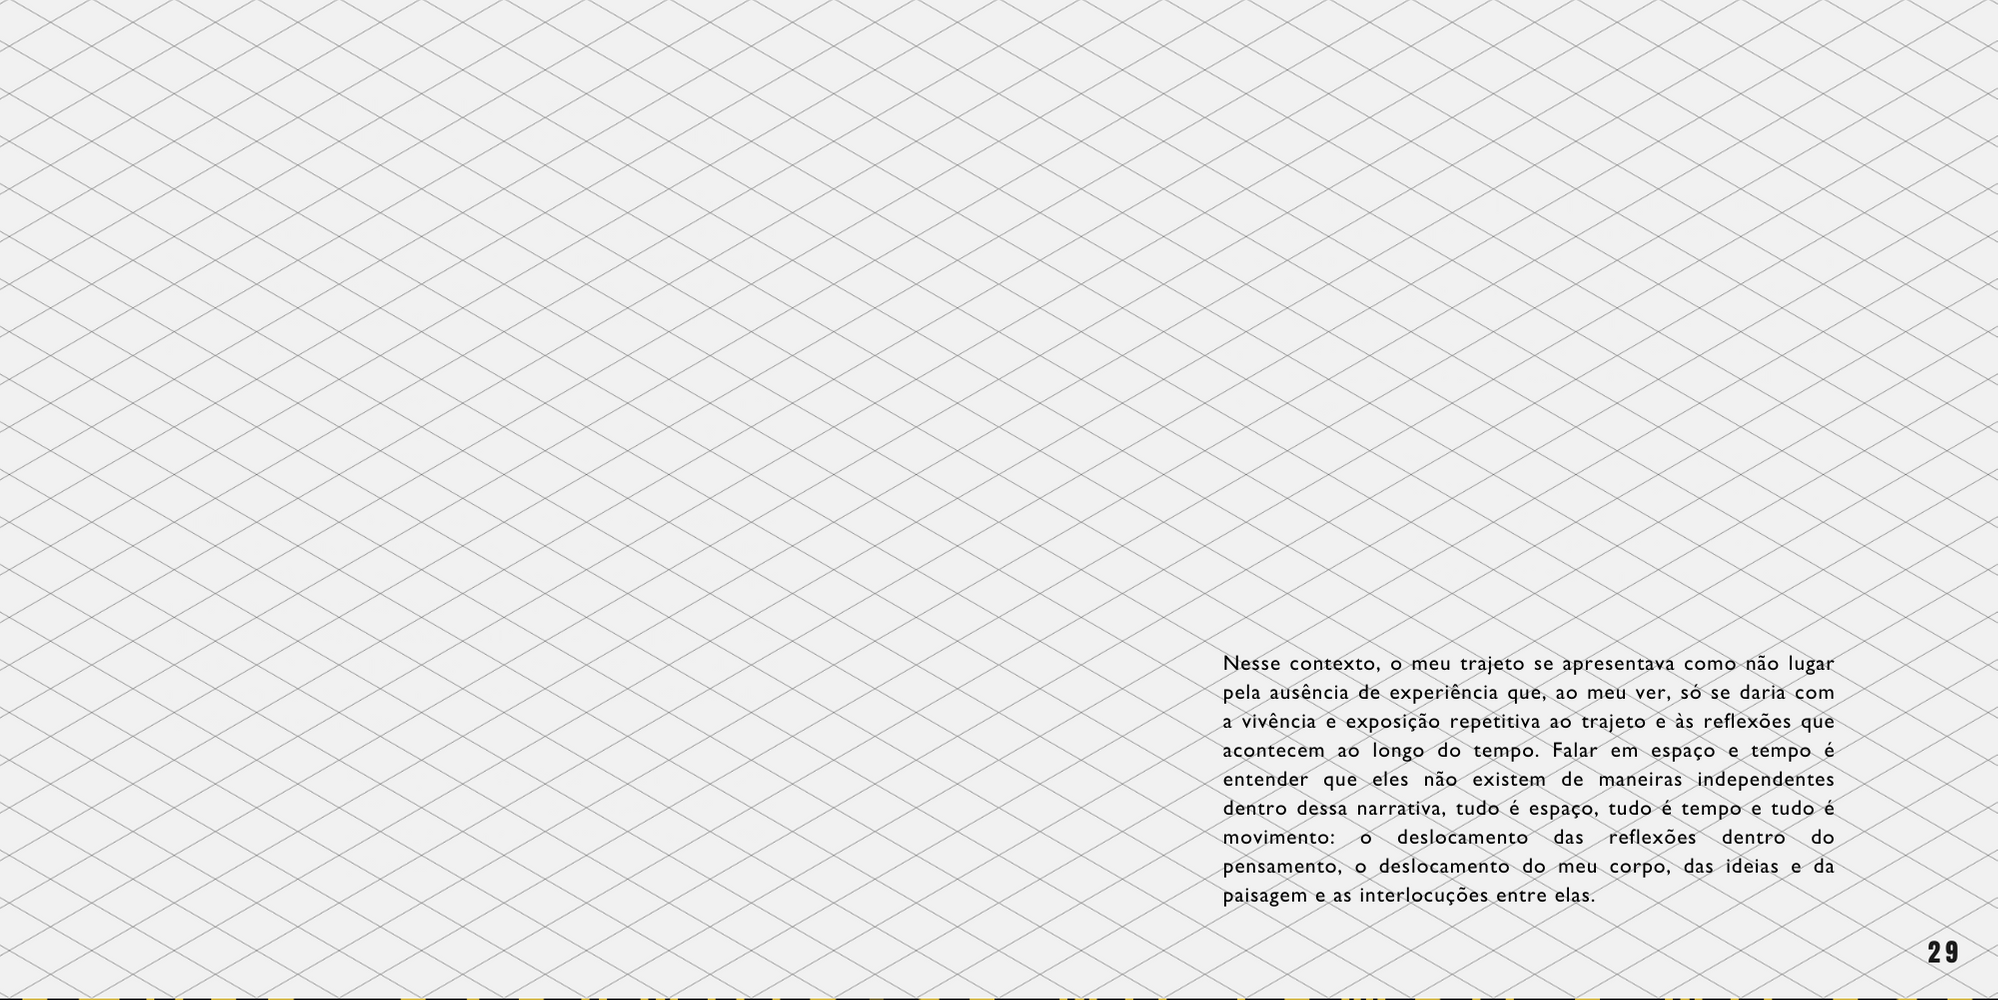 Nesse contexto, o meu trajeto se apresentava como não lugar
pela ausência de experiência que, ao meu ver, só se daria com
a vivência e exposição repetitiva ao trajeto e às reflexões que
acontecem ao longo do tempo. Falar em espaço e tempo é
entender que eles não existem de maneiras independentes
dentro dessa narrativa, tudo é espaço, tudo é tempo e tudo é
movimento: o deslocamento das reflexões dentro do
pensamento, o deslocamento do meu corpo, das ideias e da
paisagem e as interlocuções entre elas.
29